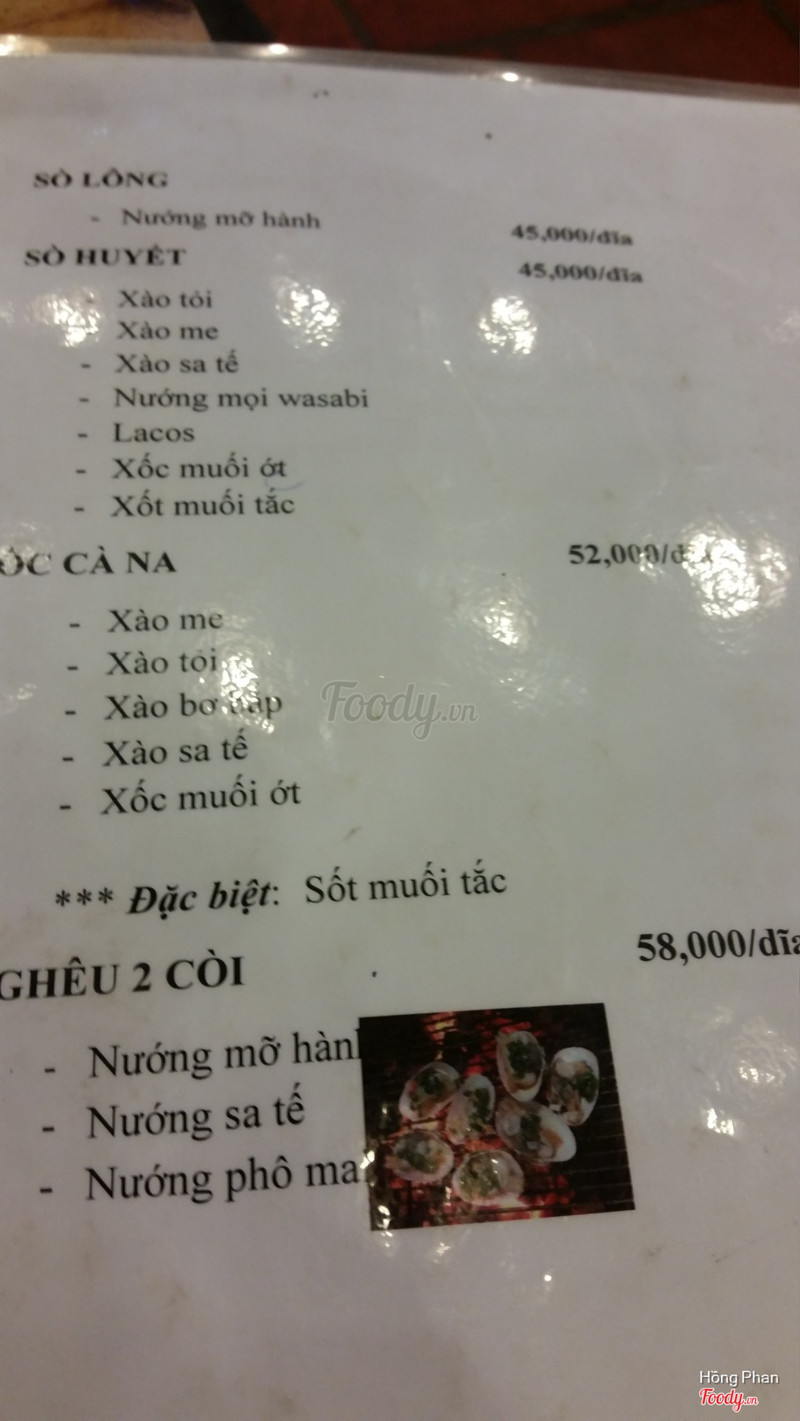 SÒ LÔNG
- Nướng mỡ hành 45,000/dĩa
SÒ HUYẾT 45,000/dĩa
- Xào tỏi
Xào me
- Xào sa tế
- Nướng mọi wasabi
- Lacos
- Xốc muối ớt
- Xốt muối tắc
ỐC CÀ NA 52,000/dĩa
- Xào me
- Xào tỏi
- Xào bơ bắp
- Xào sa tế
- Xốc muối ớt
Foody.vn
*** Đặc biệt: Sốt muối tắc
GHÊU 2 CÒI 58,000/dĩa
- Nướng mỡ hành
- Nướng sa tế
- Nướng phô mai
Hồng Phan
Foody.vn